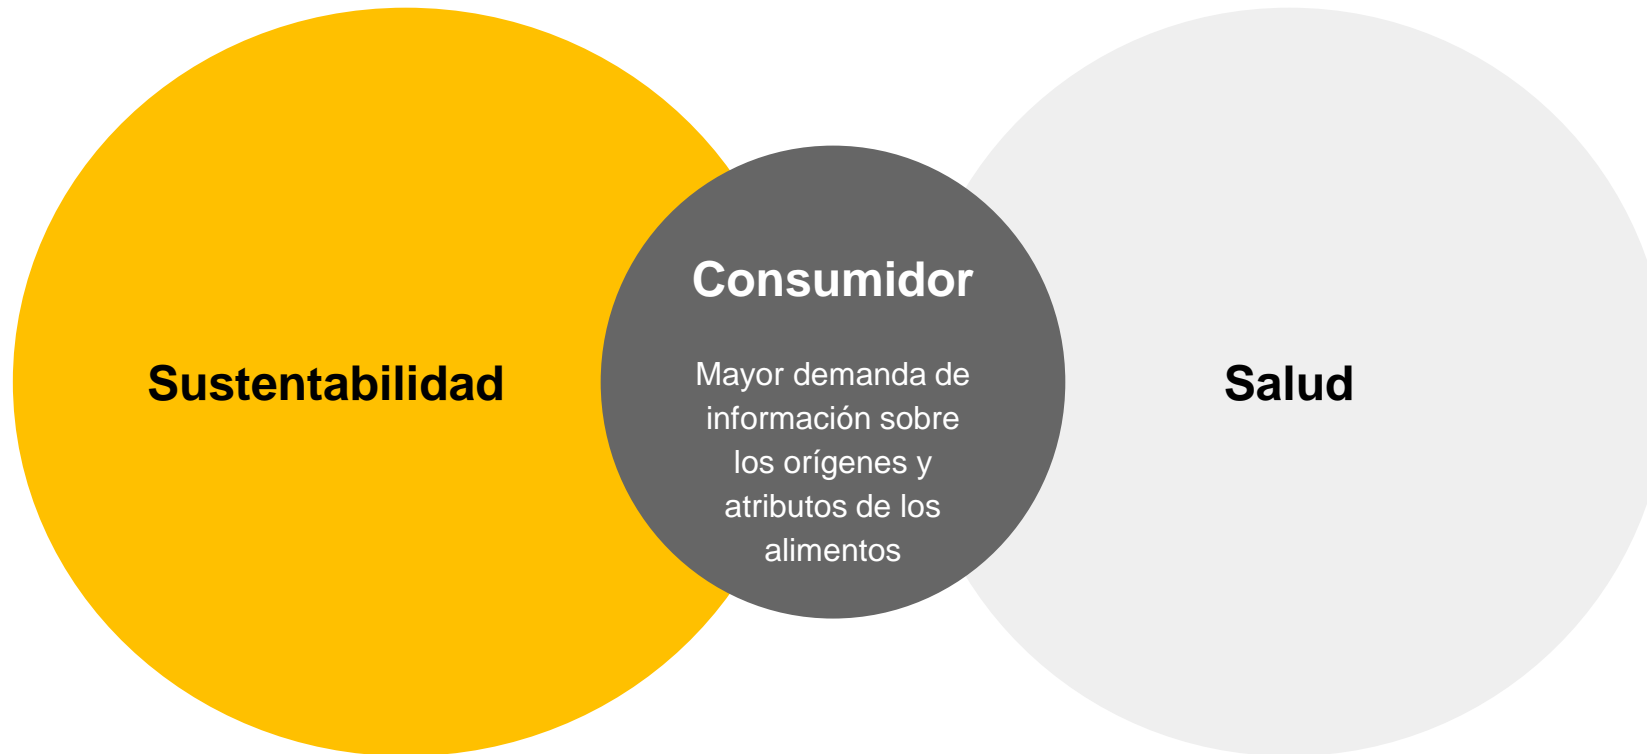 Sustentabilidad
Consumidor
Mayor demanda de
información sobre
los orígenes y
atributos de los
alimentos
Salud